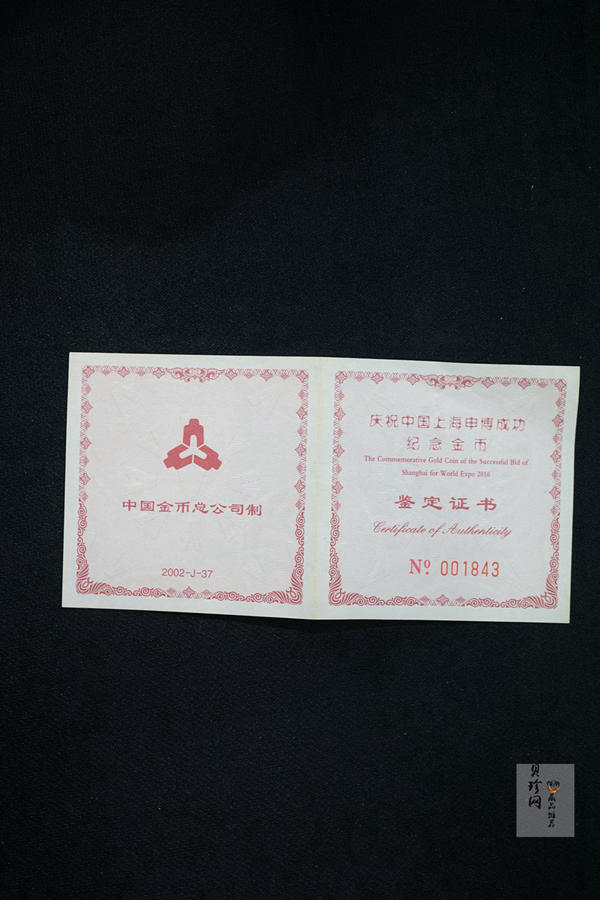 中国金币总公司制
2002-J-37
庆祝中国上海申博成功
纪念金币
The Commemorative Gold Coin of the Successful Bid of
Shanghai for World Expo 2010
鉴定证书
Certificate of Authenticity
Nº 001843
贝珍网